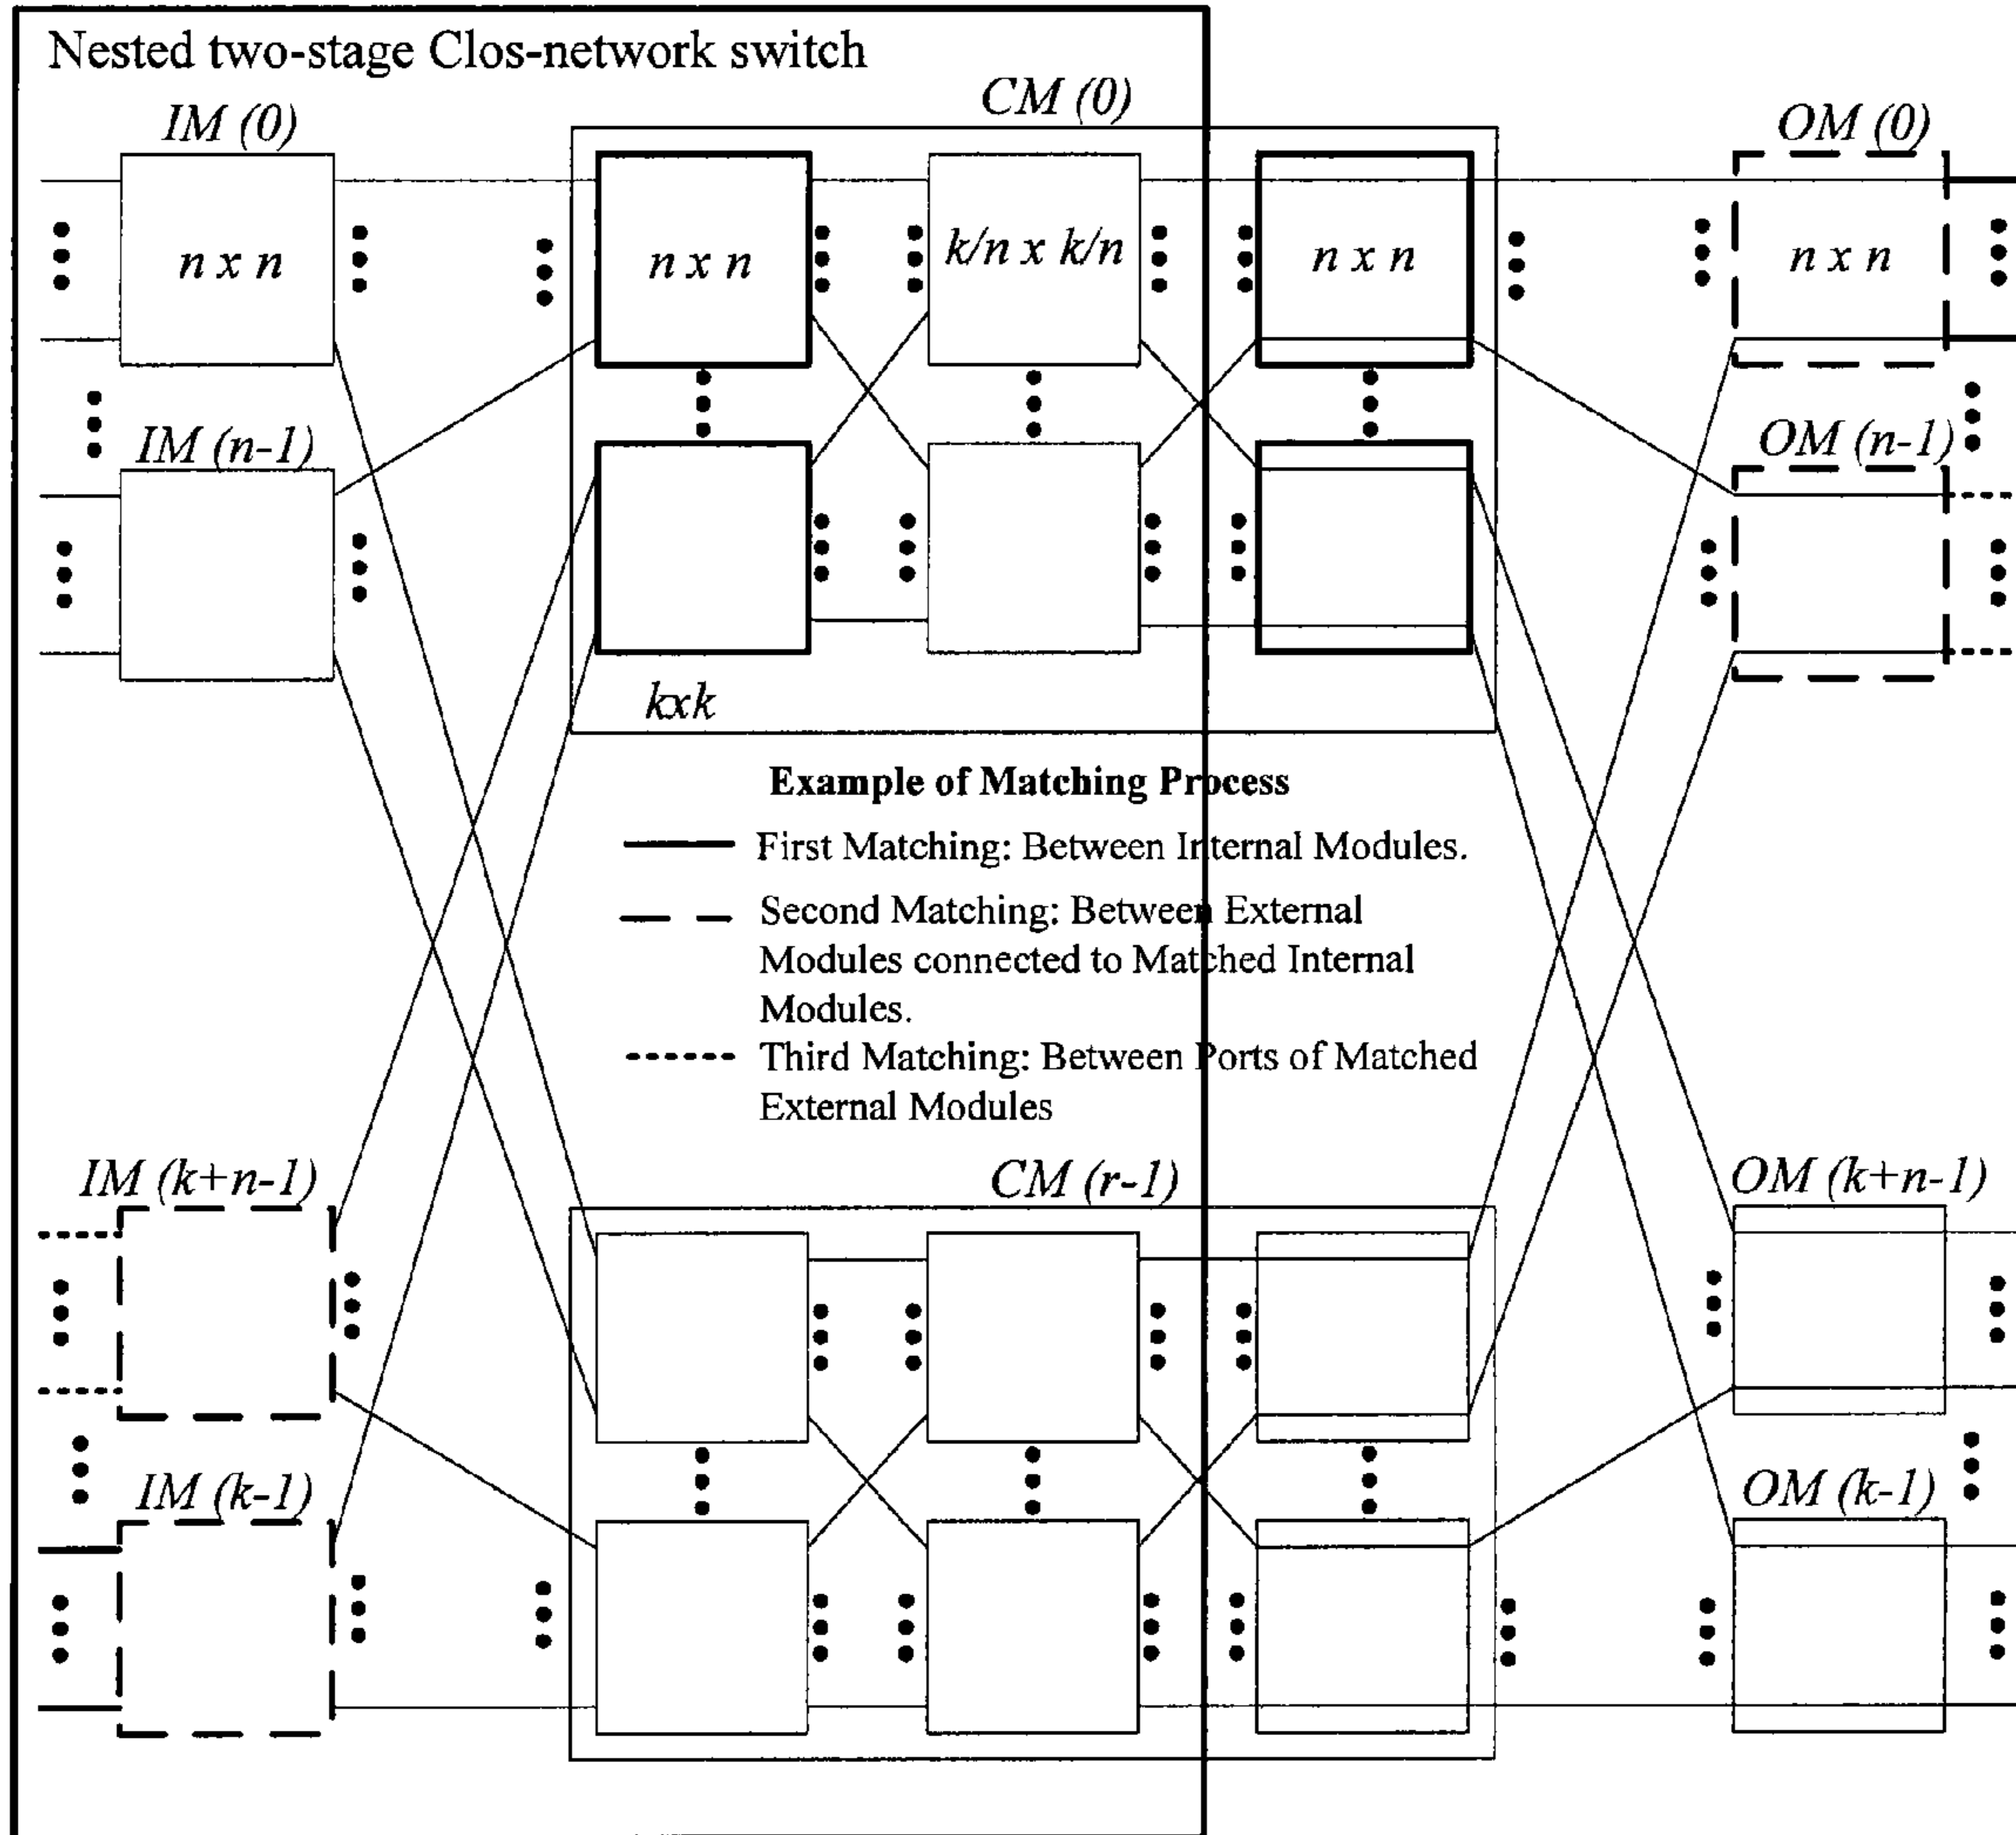 Nested two-stage Clos-network switch
CM (0)
IM (0)
OM (0)
n x n
n x n
k/n x k/n
n x n
n x n
IM (n-1)
OM (n-1)
kxk
Example of Matching Process
First Matching: Between Internal Modules.
Second Matching: Between External
Modules connected to Matched Internal
Modules.
Third Matching: Between Ports of Matched
External Modules
IM (k+n-1)
CM (r-1)
OM (k+n-1)
IM (k-1)
OM (k-1)